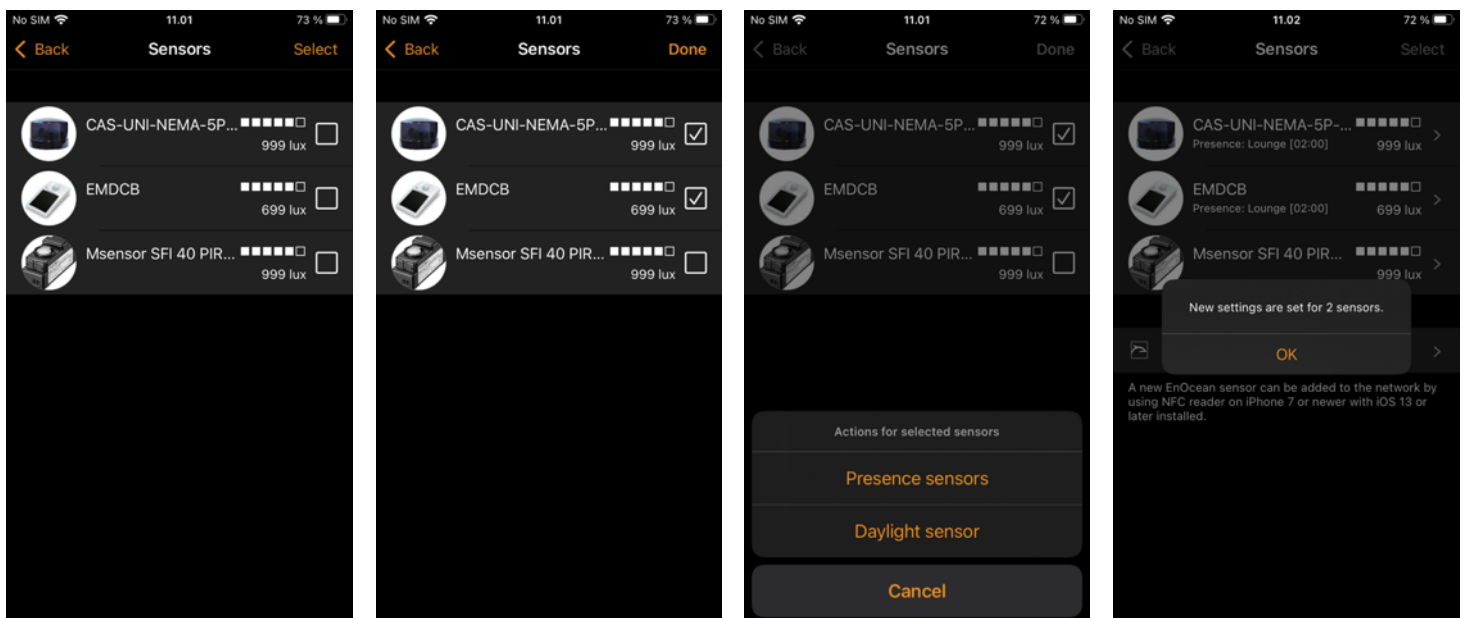 No SIM 11.01 73 %
Back Sensors Select
CAS-UNI-NEMA-5P...
999 lux
EMDCB
699 lux
Msensor SFI 40 PIR...
999 lux
No SIM 11.01 73 %
Back Sensors Done
CAS-UNI-NEMA-5P...
999 lux
EMDCB
699 lux
Msensor SFI 40 PIR...
999 lux
No SIM 11.01 72 %
Back Sensors Done
CAS-UNI-NEMA-5P...
999 lux
EMDCB
699 lux
Msensor SFI 40 PIR...
999 lux
Actions for selected sensors
Presence sensors
Daylight sensor
Cancel
No SIM 11.02 72 %
Back Sensors Select
CAS-UNI-NEMA-5P-...
Presence: Lounge [02:00] 999 lux
EMDCB
Presence: Lounge [02:00] 699 lux
Msensor SFI 40 PIR...
999 lux
New settings are set for 2 sensors.
OK
A new EnOcean sensor can be added to the network by
using NFC reader on iPhone 7 or newer with iOS 13 or
later installed.